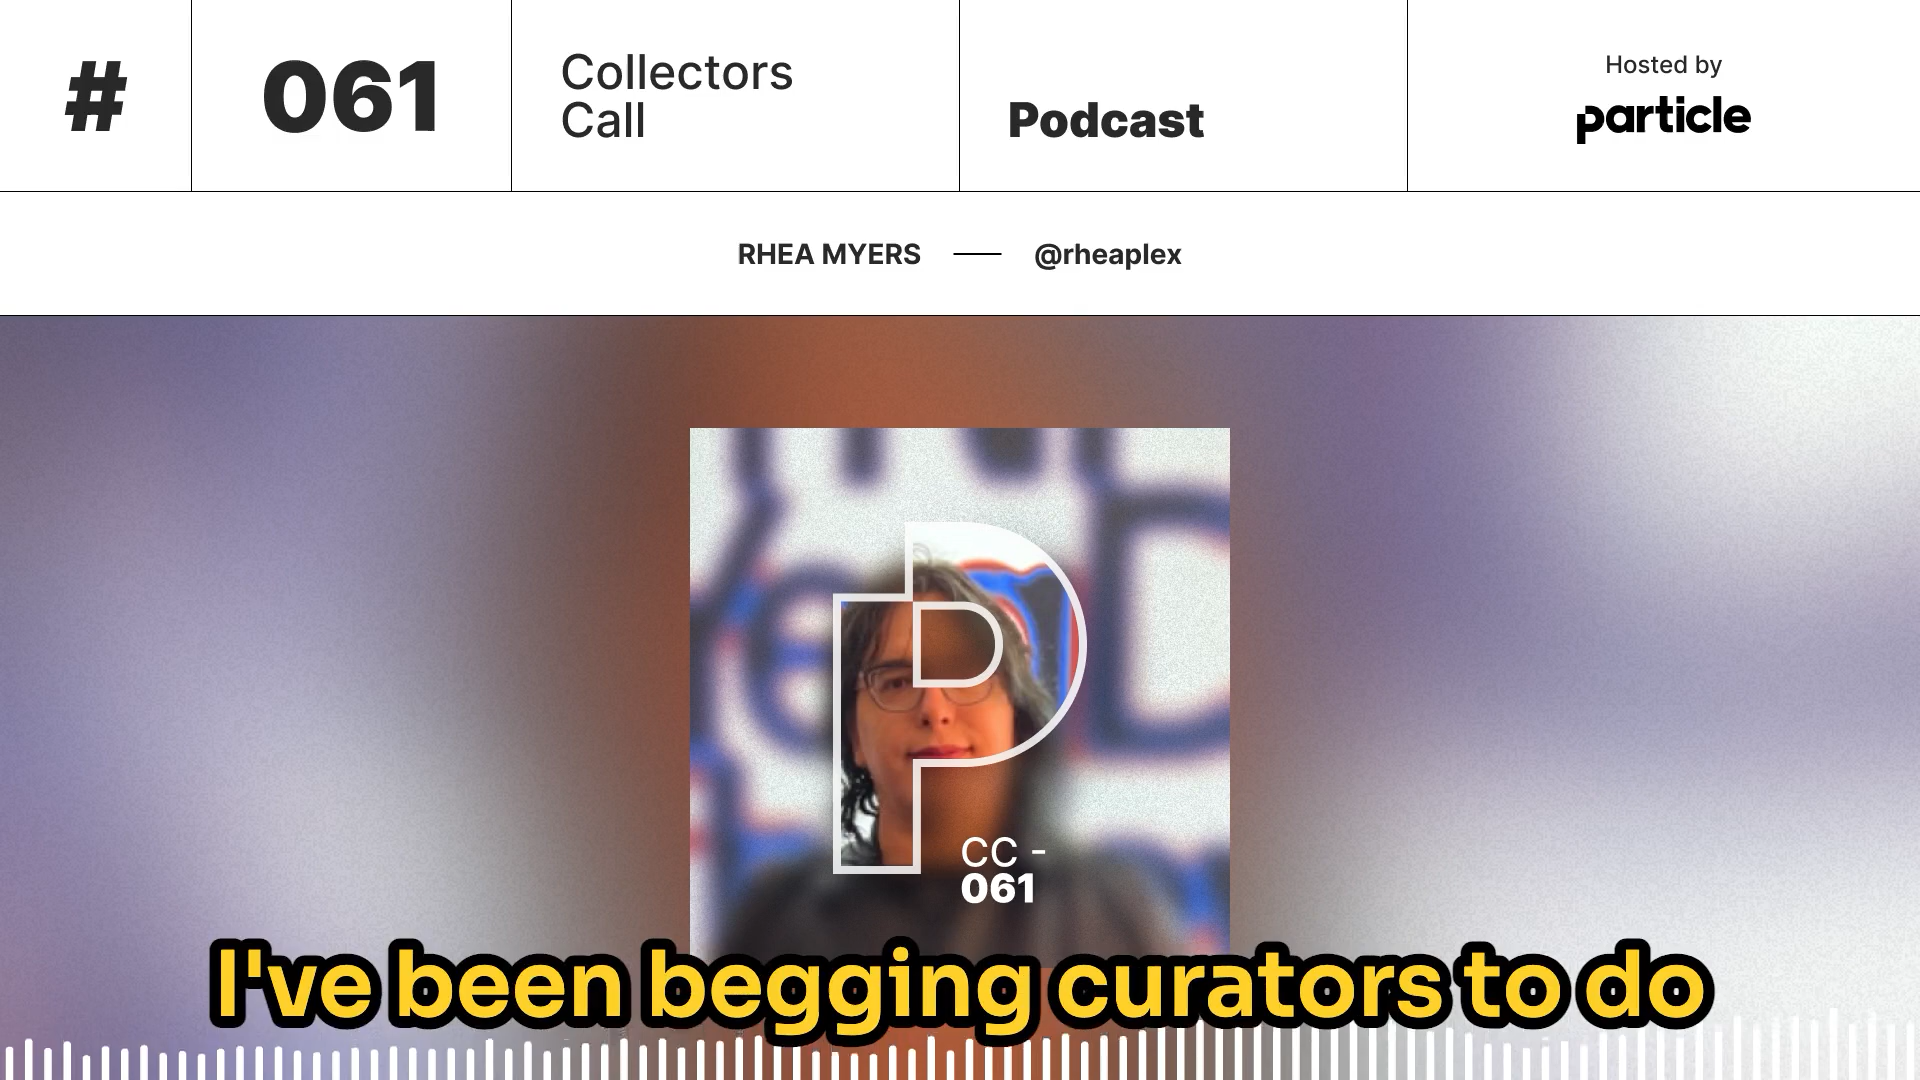 #
061
Collectors
Call
Podcast
Hosted by
particle
RHEA MYERS — @rheaplex
CC -
061
I've been begging curators to do